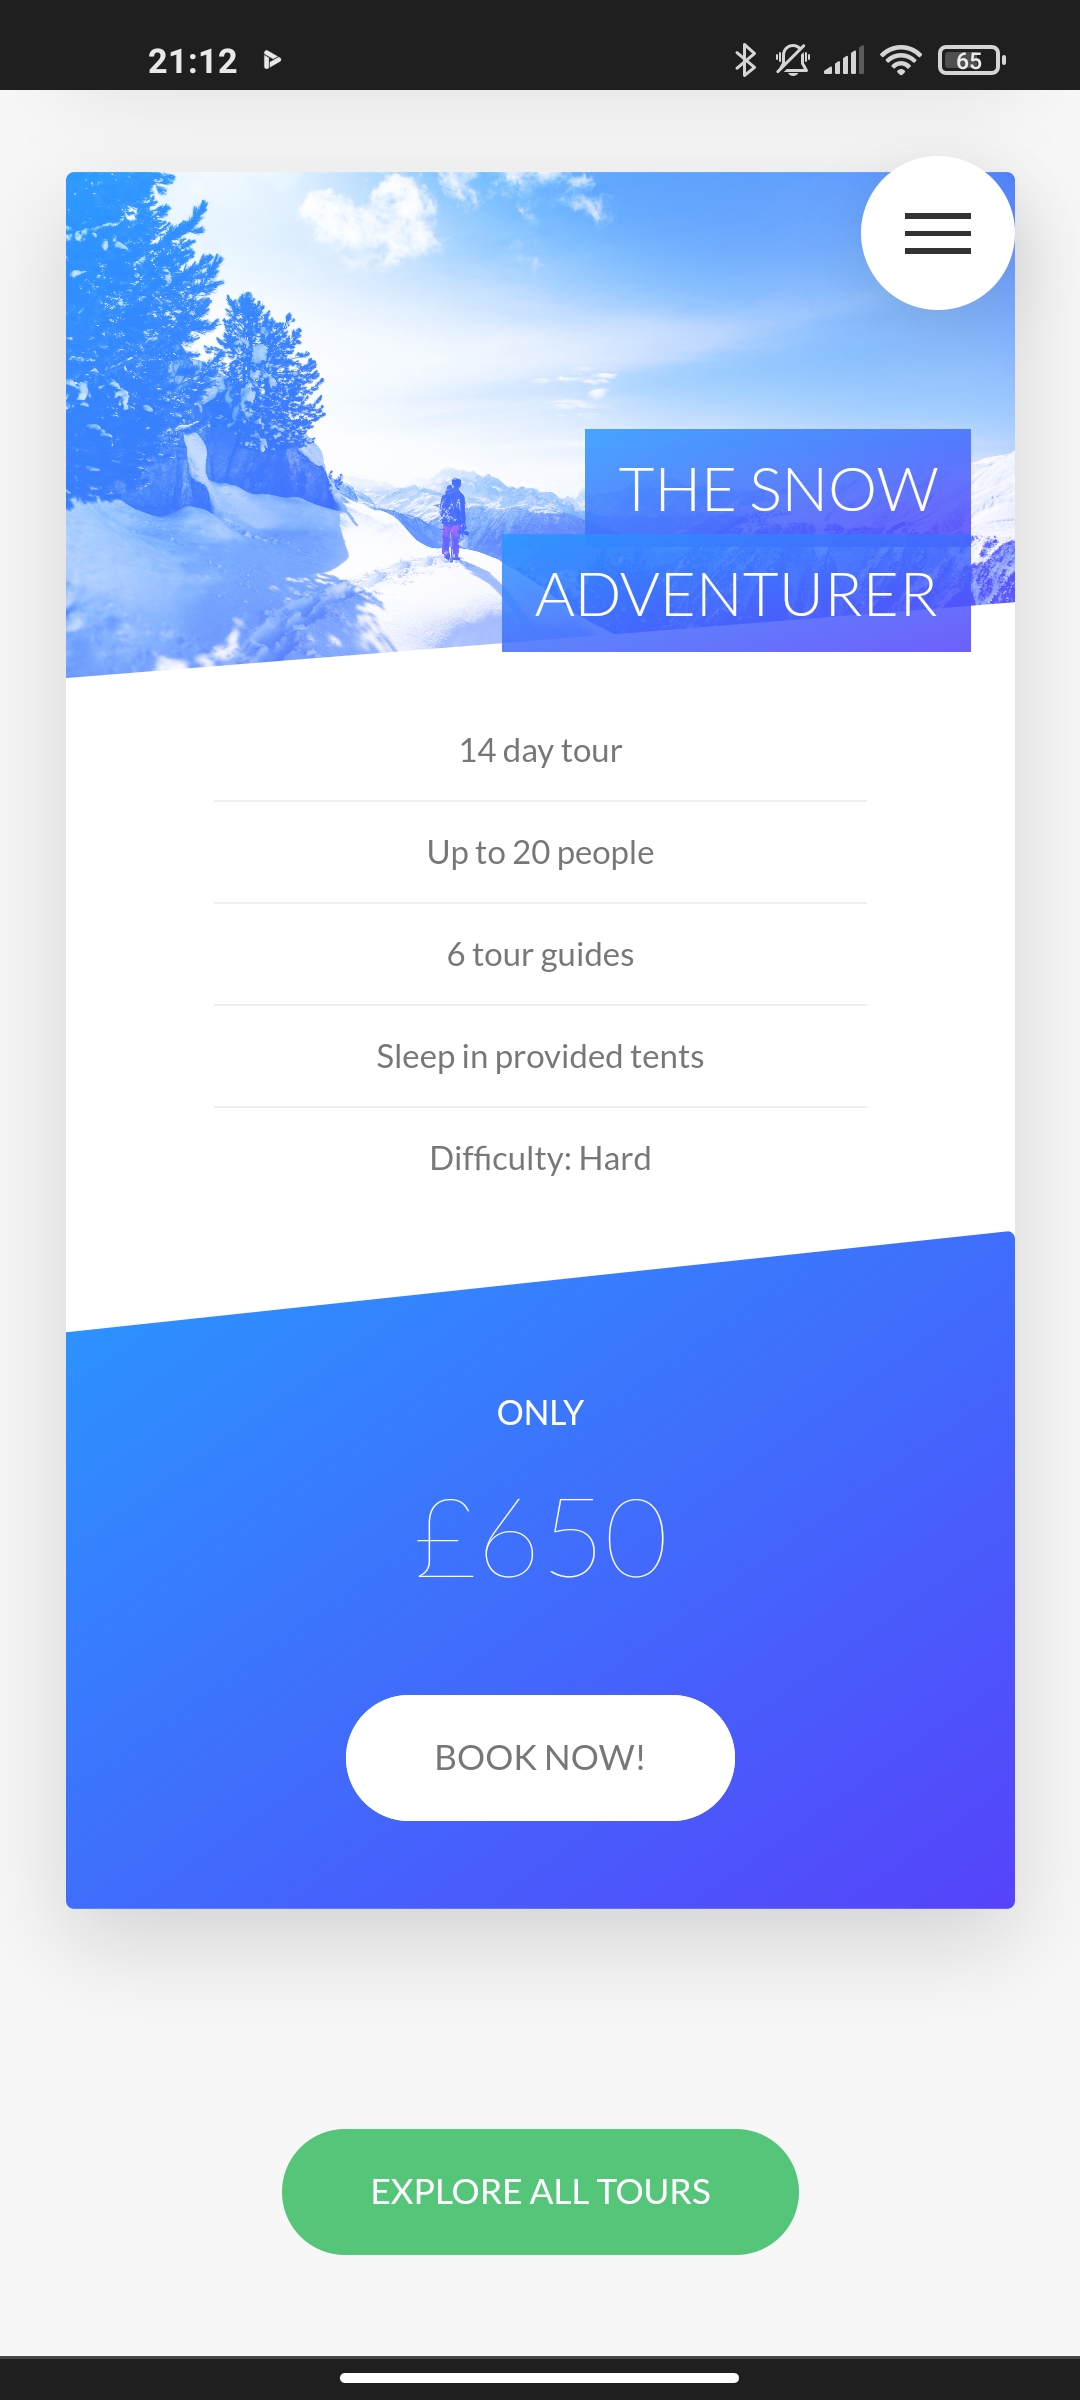 21:12
65
THE SNOW
ADVENTURER
14 day tour
Up to 20 people
6 tour guides
Sleep in provided tents
Difficulty: Hard
ONLY
£650
BOOK NOW!
EXPLORE ALL TOURS